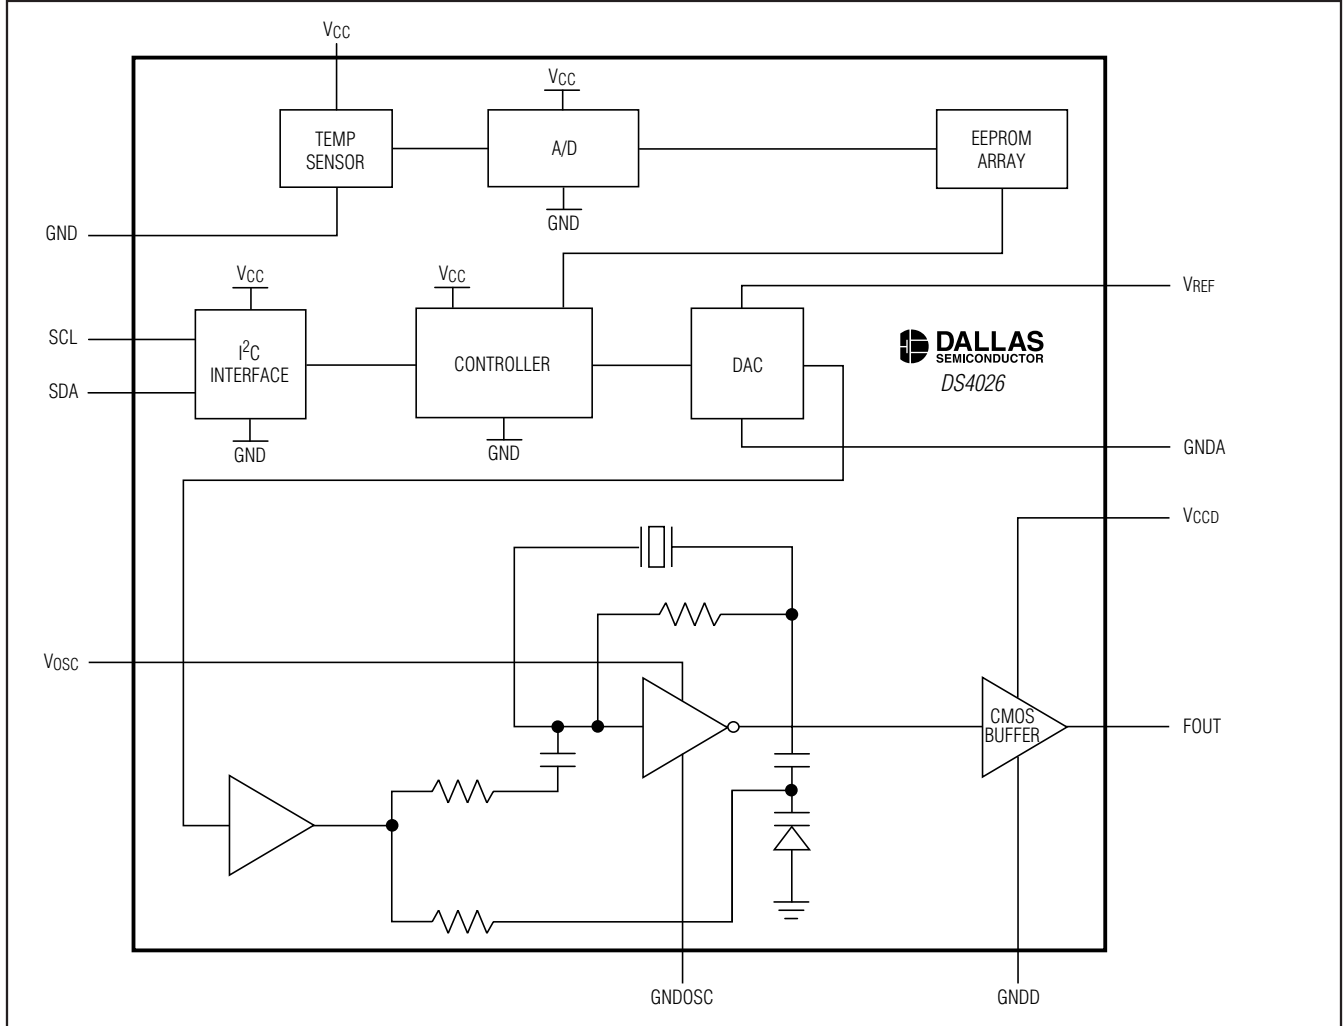 VCC
VCC
TEMP
SENSOR
A/D
EEPROM
ARRAY
GND
GND
VCC
VCC
VREF
SCL
I²C
INTERFACE
CONTROLLER
DAC
DALLAS
SEMICONDUCTOR
DS4026
SDA
GND
GND
GNDA
VCCD
VOSC
CMOS
BUFFER
FOUT
GNDOSC
GNDD